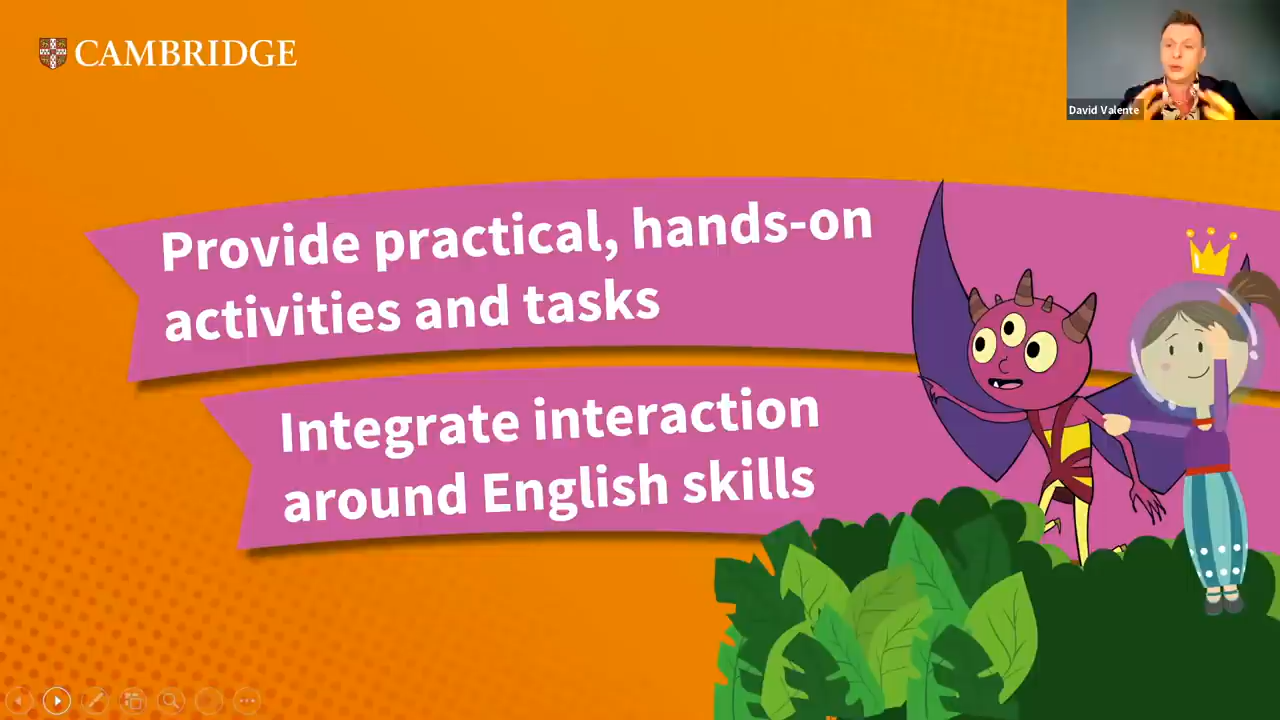 CAMBRIDGE
David Valente
Provide practical, hands-on
activities and tasks
Integrate interaction
around English skills